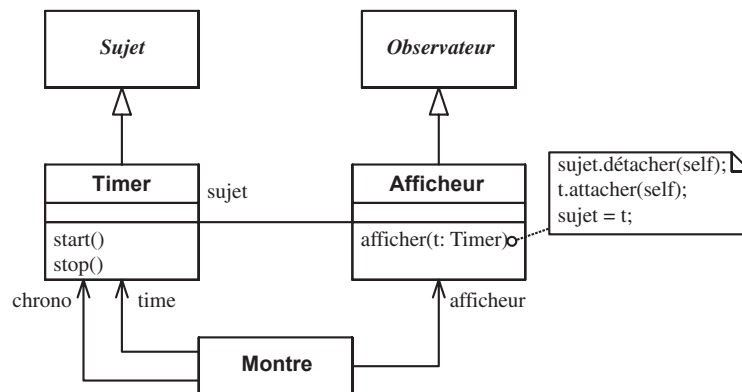 Sujet
Observateur
Timer
sujet
Afficheur
sujet.détacher(self);
t.attacher(self);
sujet = t;
start()
stop()
afficher(t: Timer)
chrono
time
afficheur
Montre